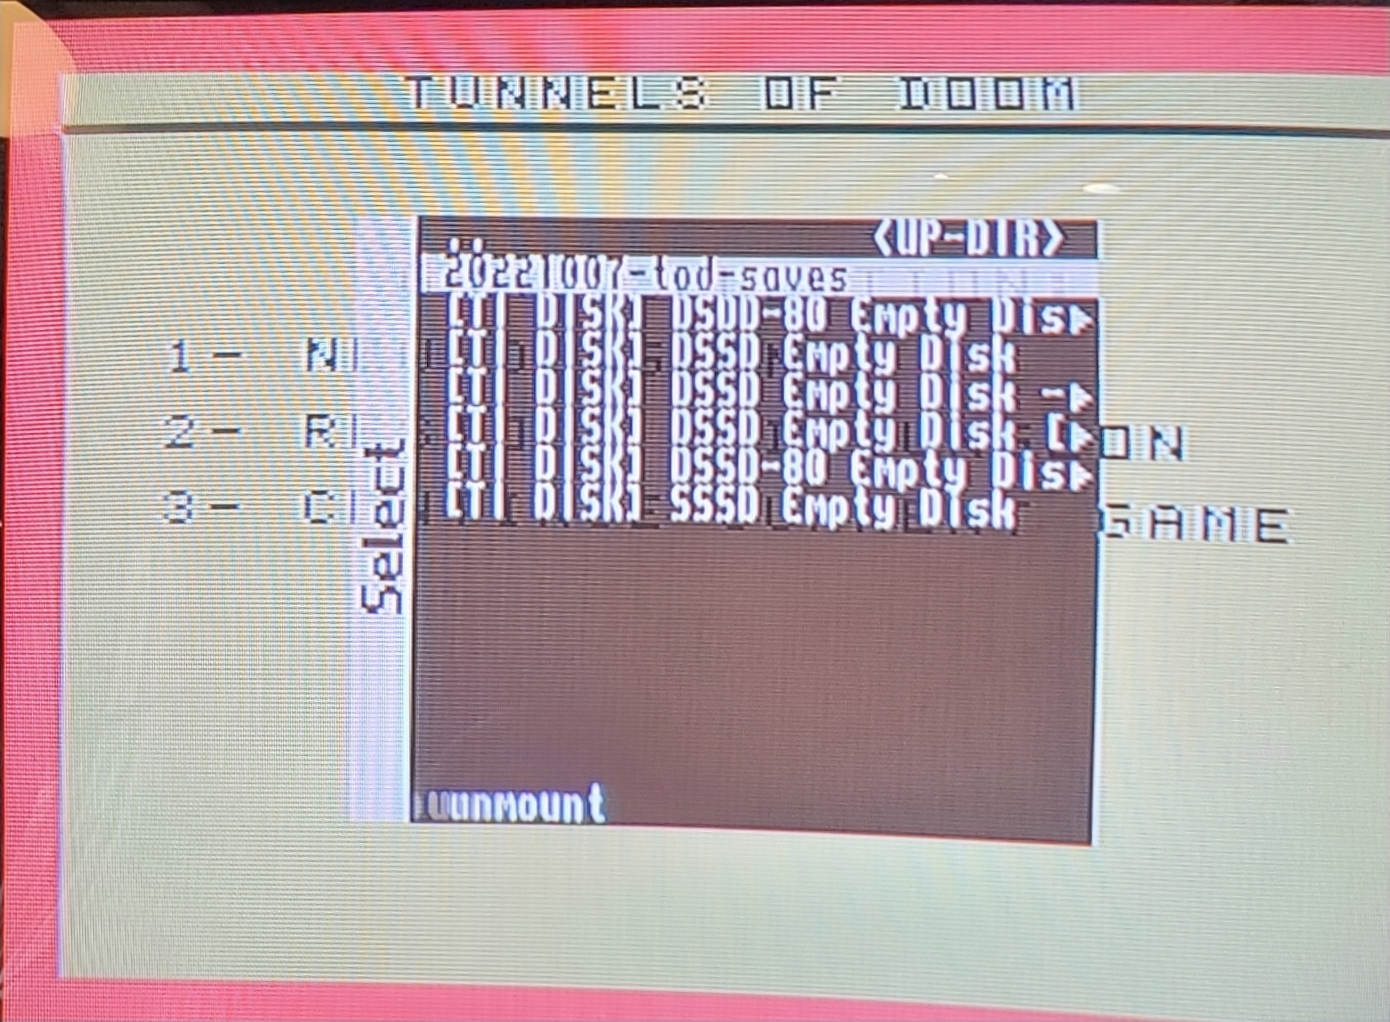 TUNNELS OF DOOM
.. <UP-DIR>
20221007-tod-saves
[TI DISK] DSDD-80 Empty Dis
1- N [TI DISK] DSSD Empty Disk
[TI DISK] DSSD Empty Disk -
2- R [TI DISK] DSSD Empty Disk [ ON
[TI DISK] DSSD-80 Empty Dis
3- C [TI DISK] SSSD Empty Disk GAME
Select
unmount